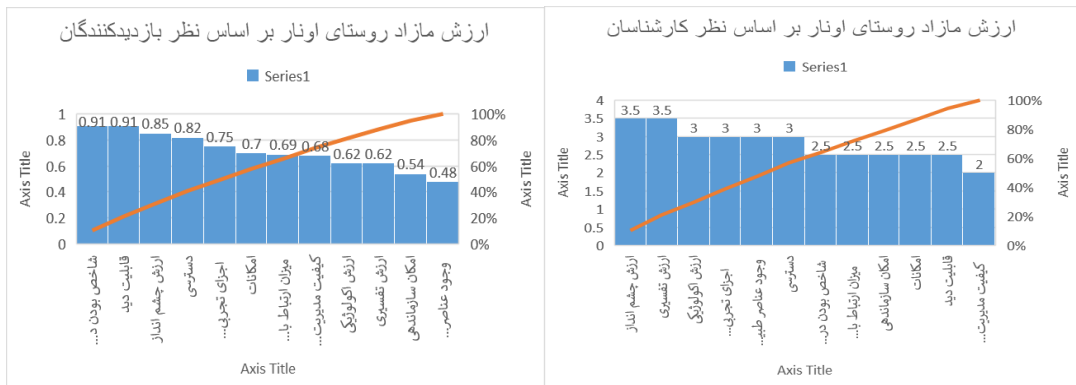 ارزش مازاد روستای اونار بر اساس نظر بازدیدکنندگان
Series1
1
0.8
0.6
0.4
0.2
0
Axis Title
0.91
0.91
0.85
0.82
0.75
0.7
0.69
0.68
0.62
0.62
0.54
0.48
100%
80%
60%
40%
20%
0%
Axis Title
شاخص بودن د...
قابلیت دید
ارزش چشم انداز
دسترسی
اجزای تجربی...
امکانات
میزان ارتباط با...
کیفیت مدیریت...
ارزش اکولوژیکی
ارزش تفسیری
امکان سازماندهی
وجود عناصر...
Axis Title
ارزش مازاد روستای اونار بر اساس نظر کارشناسان
Series1
4
3.5
3
2.5
2
1.5
1
0.5
0
Axis Title
3.5
3.5
3
3
3
3
2.5
2.5
2.5
2.5
2.5
2
100%
80%
60%
40%
20%
0%
Axis Title
ارزش چشم انداز
ارزش تفسیری
ارزش اکولوژیکی
اجزای تجربی...
وجود عناصر طبیـ...
دسترسی
شاخص بودن در...
میزان ارتباط با...
امکان سازماندهی
امکانات
قابلیت دید
کیفیت مدیریت...
Axis Title